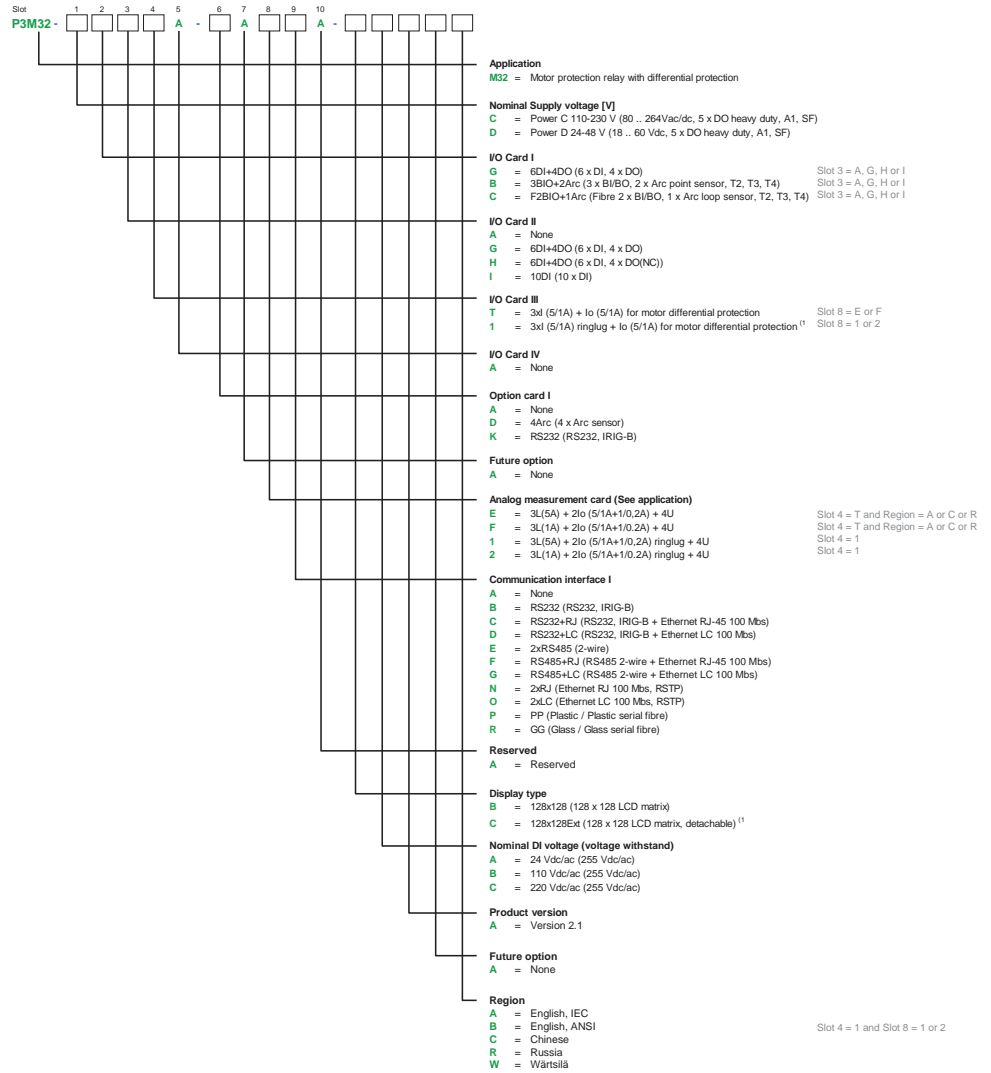 Slot 1 2 3 4 5 6 7 8 9 10
P3M32 - A - A A -
Application
M32 = Motor protection relay with differential protection
Nominal Supply voltage [V]
C = Power C 110-230 V (80 .. 264Vac/dc, 5 x DO heavy duty, A1, SF)
D = Power D 24-48 V (18 .. 60 Vdc, 5 x DO heavy duty, A1, SF)
I/O Card I
G = 6DI+4DO (6 x DI, 4 x DO) Slot 3 = A, G, H or I
B = 3BIO+2Arc (3 x BI/BO, 2 x Arc point sensor, T2, T3, T4) Slot 3 = A, G, H or I
C = F2BIO+1Arc (Fibre 2 x BI/BO, 1 x Arc loop sensor, T2, T3, T4) Slot 3 = A, G, H or I
I/O Card II
A = None
G = 6DI+4DO (6 x DI, 4 x DO)
H = 6DI+4DO (6 x DI, 4 x DO(NC))
I = 10DI (10 x DI)
I/O Card III
T = 3xI (5/1A) + Io (5/1A) for motor differential protection Slot 8 = E or F
1 = 3xI (5/1A) ringlug + Io (5/1A) for motor differential protection (1 Slot 8 = 1 or 2
I/O Card IV
A = None
Option card I
A = None
D = 4Arc (4 x Arc sensor)
K = RS232 (RS232, IRIG-B)
Future option
A = None
Analog measurement card (See application)
E = 3L(5A) + 2Io (5/1A+1/0,2A) + 4U Slot 4 = T and Region = A or C or R
F = 3L(1A) + 2Io (5/1A+1/0.2A) + 4U Slot 4 = T and Region = A or C or R
1 = 3L(5A) + 2Io (5/1A+1/0,2A) ringlug + 4U Slot 4 = 1
2 = 3L(1A) + 2Io (5/1A+1/0.2A) ringlug + 4U Slot 4 = 1
Communication interface I
A = None
B = RS232 (RS232, IRIG-B)
C = RS232+RJ (RS232, IRIG-B + Ethernet RJ-45 100 Mbs)
D = RS232+LC (RS232, IRIG-B + Ethernet LC 100 Mbs)
E = 2xRS485 (2-wire)
F = RS485+RJ (RS485 2-wire + Ethernet RJ-45 100 Mbs)
G = RS485+LC (RS485 2-wire + Ethernet LC 100 Mbs)
N = 2xRJ (Ethernet RJ 100 Mbs, RSTP)
O = 2xLC (Ethernet LC 100 Mbs, RSTP)
P = PP (Plastic / Plastic serial fibre)
R = GG (Glass / Glass serial fibre)
Reserved
A = Reserved
Display type
B = 128x128 (128 x 128 LCD matrix)
C = 128x128Ext (128 x 128 LCD matrix, detachable) (1
Nominal DI voltage (voltage withstand)
A = 24 Vdc/ac (255 Vdc/ac)
B = 110 Vdc/ac (255 Vdc/ac)
C = 220 Vdc/ac (255 Vdc/ac)
Product version
A = Version 2.1
Future option
A = None
Region
A = English, IEC
B = English, ANSI Slot 4 = 1 and Slot 8 = 1 or 2
C = Chinese
R = Russia
W = Wärtsilä